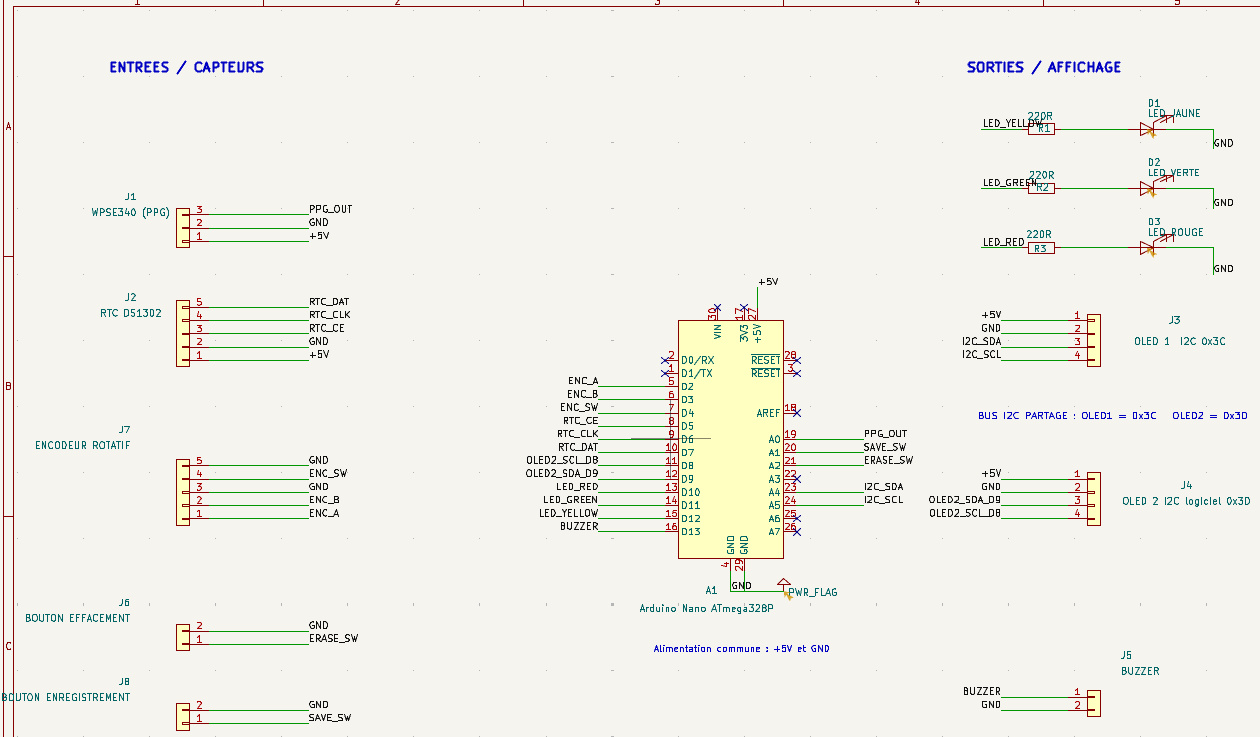 1 2 3 4 5
ENTREES / CAPTEURS
SORTIES / AFFICHAGE
A
B
C
J1
WPSE340 (PPG)
3 PPG_OUT
2 GND
1 +5V
J2
RTC DS1302
5 RTC_DAT
4 RTC_CLK
3 RTC_CE
2 GND
1 +5V
J7
ENCODEUR ROTATIF
5 GND
4 ENC_SW
3 GND
2 ENC_B
1 ENC_A
J6
BOUTON EFFACEMENT
2 GND
1 ERASE_SW
J8
BOUTON ENREGISTREMENT
2 GND
1 SAVE_SW
+5V
30 17 27
VIN 3V3 +5V
2 D0/RX
1 D1/TX
ENC_A 5 D2
ENC_B 6 D3
ENC_SW 7 D4
RTC_CE 8 D5
RTC_CLK 9 D6
RTC_DAT 10 D7
OLED2_SCL_D8 11 D8
OLED2_SDA_D9 12 D9
LED_RED 13 D10
LED_GREEN 14 D11
LED_YELLOW 15 D12
BUZZER 16 D13
RESET 28
RESET 3
AREF 18
A0 19 PPG_OUT
A1 20 SAVE_SW
A2 21 ERASE_SW
A3 22
A4 23 I2C_SDA
A5 24 I2C_SCL
A6 25
A7 26
GND GND
4 29
GND
A1
PWR_FLAG
Arduino Nano ATmega328P
Alimentation commune : +5V et GND
D1
LED JAUNE
220R
LED_YELLOW
R1
GND
D2
LED VERTE
220R
LED_GREEN
R2
GND
D3
LED ROUGE
220R
LED_RED
R3
GND
J3
OLED 1 I2C 0x3C
+5V 1
GND 2
I2C_SDA 3
I2C_SCL 4
BUS I2C PARTAGE : OLED1 = 0x3C OLED2 = 0x3D
J4
OLED 2 I2C logiciel 0x3D
+5V 1
GND 2
OLED2_SDA_D9 3
OLED2_SCL_D8 4
J5
BUZZER
BUZZER 1
GND 2